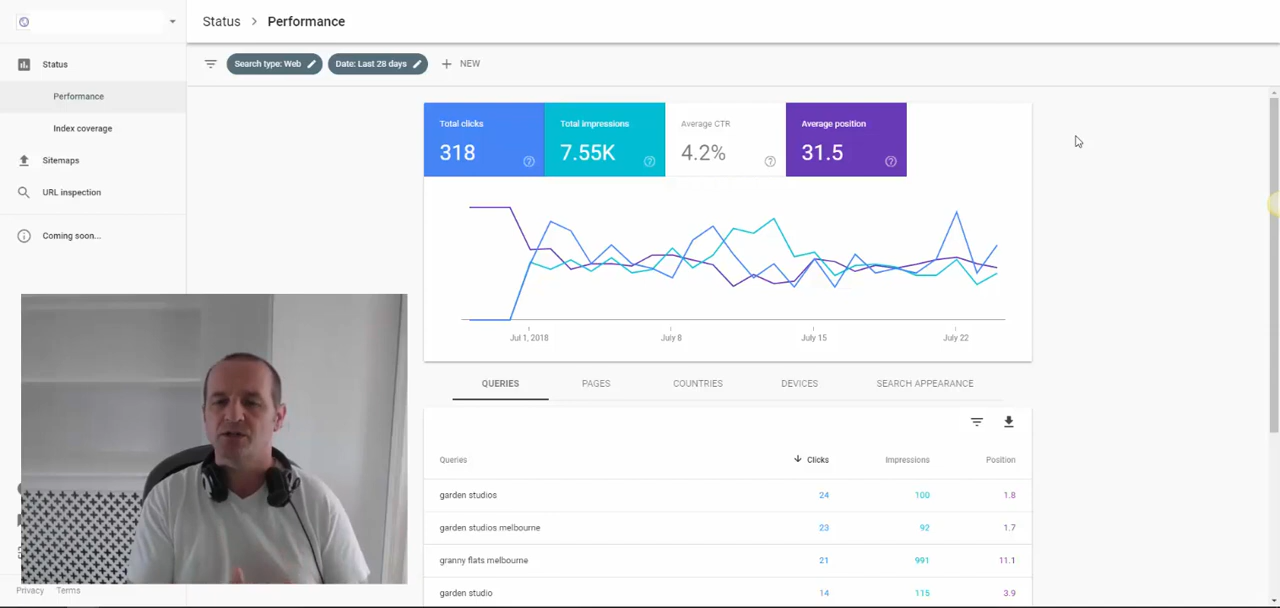 Status > Performance
Status
Performance
Index coverage
Sitemaps
URL inspection
Coming soon...
Privacy Terms
Search type: Web
Date: Last 28 days
+ NEW
Total clicks
318
Total impressions
7.55K
Average CTR
4.2%
Average position
31.5
Jul 1, 2018 July 8 July 15 July 22
QUERIES PAGES COUNTRIES DEVICES SEARCH APPEARANCE
Queries Clicks Impressions Position
garden studios 24 100 1.8
garden studios melbourne 23 92 1.7
granny flats melbourne 21 991 11.1
garden studio 14 115 3.9